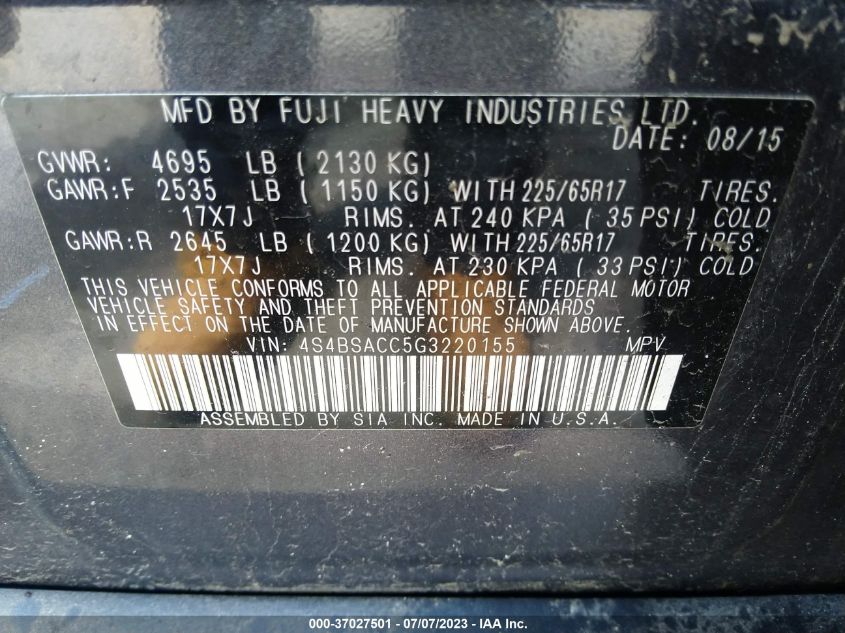 MFD BY FUJI HEAVY INDUSTRIES LTD.
DATE: 08/15
GVWR: 4695 LB ( 2130 KG)
GAWR:F 2535 LB ( 1150 KG) WITH 225/65R17 TIRES.
17X7J RIMS. AT 240 KPA ( 35 PSI) COLD
GAWR:R 2645 LB ( 1200 KG) WITH 225/65R17 TIRES.
17X7J RIMS. AT 230 KPA ( 33 PSI) COLD
THIS VEHICLE CONFORMS TO ALL APPLICABLE FEDERAL MOTOR
VEHICLE SAFETY AND THEFT PREVENTION STANDARDS
IN EFFECT ON THE DATE OF MANUFACTURE SHOWN ABOVE.
VIN: 4S4BSACC5G3220155 MPV
ASSEMBLED BY SIA INC. MADE IN U.S.A.
000-37027501 - 07/07/2023 - IAA Inc.